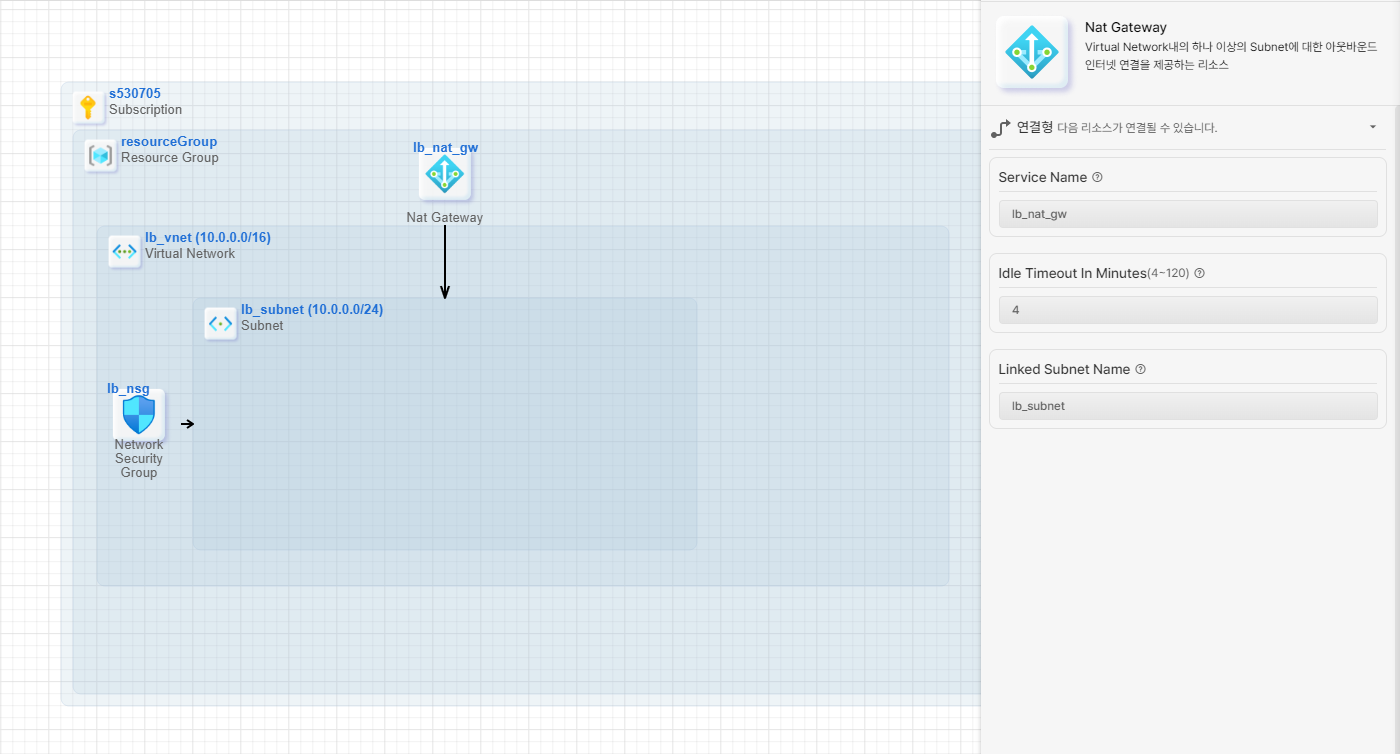 s530705
Subscription
resourceGroup
Resource Group
lb_nat_gw
Nat Gateway
lb_vnet (10.0.0.0/16)
Virtual Network
lb_subnet (10.0.0.0/24)
Subnet
lb_nsg
Network
Security
Group
Nat Gateway
Virtual Network내의 하나 이상의 Subnet에 대한 아웃바운드
인터넷 연결을 제공하는 리소스
연결형 다음 리소스가 연결될 수 있습니다.
Service Name
lb_nat_gw
Idle Timeout In Minutes(4~120)
4
Linked Subnet Name
lb_subnet